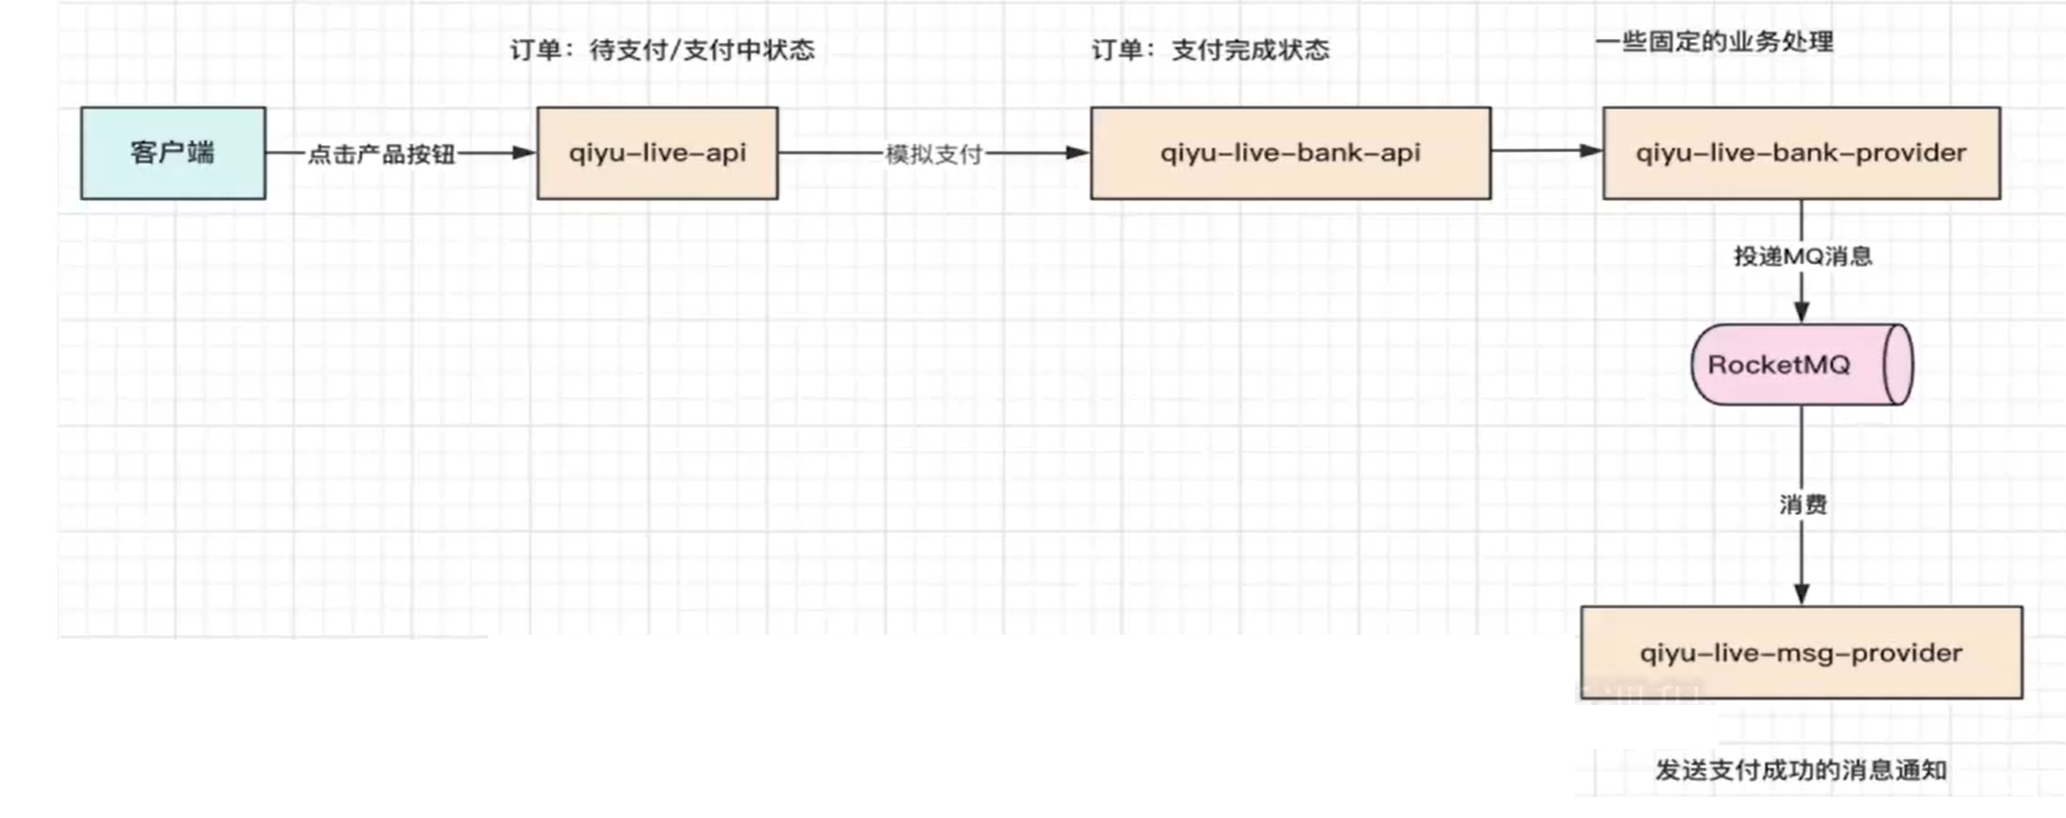 订单：待支付/支付中状态
订单：支付完成状态
一些固定的业务处理
客户端
点击产品按钮
qiyu-live-api
模拟支付
qiyu-live-bank-api
qiyu-live-bank-provider
投递MQ消息
RocketMQ
消费
qiyu-live-msg-provider
发送支付成功的消息通知